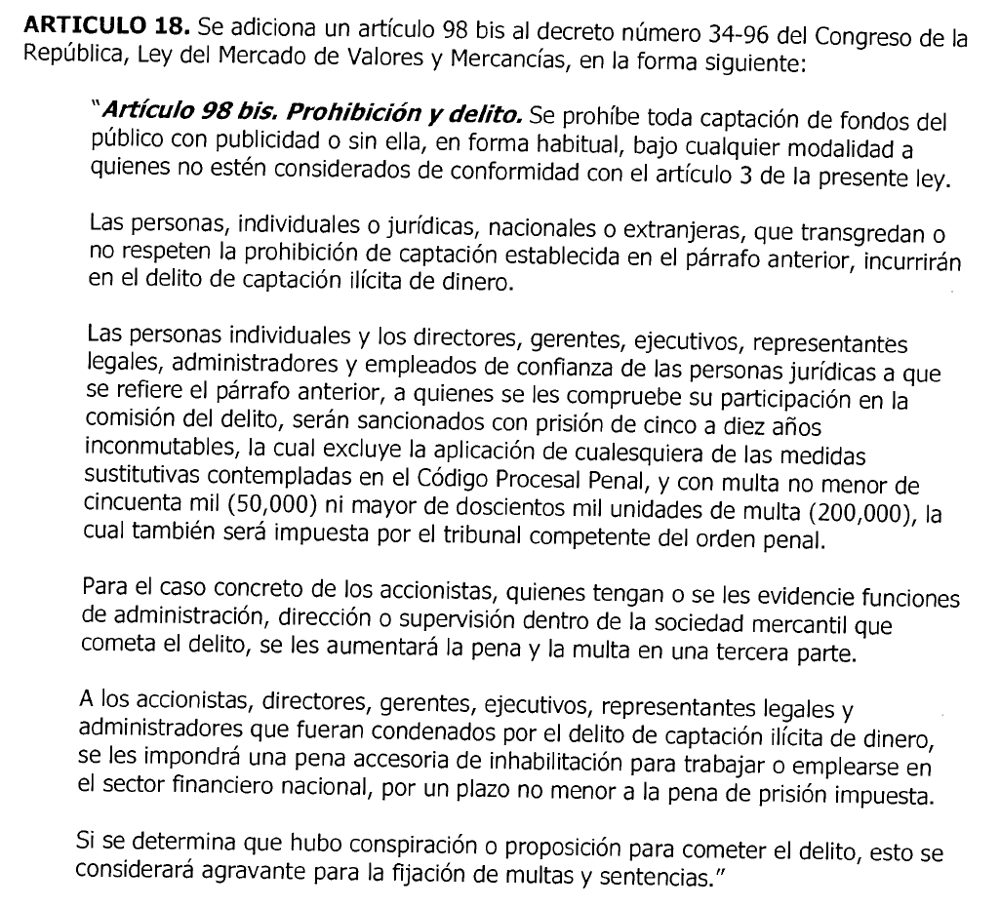 ARTICULO 18. Se adiciona un artículo 98 bis al decreto número 34-96 del Congreso de la
República, Ley del Mercado de Valores y Mercancías, en la forma siguiente:
"Artículo 98 bis. Prohibición y delito. Se prohíbe toda captación de fondos del
público con publicidad o sin ella, en forma habitual, bajo cualquier modalidad a
quienes no estén considerados de conformidad con el artículo 3 de la presente ley.
Las personas, individuales o jurídicas, nacionales o extranjeras, que transgredan o
no respeten la prohibición de captación establecida en el párrafo anterior, incurrirán
en el delito de captación ilícita de dinero.
Las personas individuales y los directores, gerentes, ejecutivos, representantes
legales, administradores y empleados de confianza de las personas jurídicas a que
se refiere el párrafo anterior, a quienes se les compruebe su participación en la
comisión del delito, serán sancionados con prisión de cinco a diez años
inconmutables, la cual excluye la aplicación de cualesquiera de las medidas
sustitutivas contempladas en el Código Procesal Penal, y con multa no menor de
cincuenta mil (50,000) ni mayor de doscientos mil unidades de multa (200,000), la
cual también será impuesta por el tribunal competente del orden penal.
Para el caso concreto de los accionistas, quienes tengan o se les evidencie funciones
de administración, dirección o supervisión dentro de la sociedad mercantil que
cometa el delito, se les aumentará la pena y la multa en una tercera parte.
A los accionistas, directores, gerentes, ejecutivos, representantes legales y
administradores que fueran condenados por el delito de captación ilícita de dinero,
se les impondrá una pena accesoria de inhabilitación para trabajar o emplearse en
el sector financiero nacional, por un plazo no menor a la pena de prisión impuesta.
Si se determina que hubo conspiración o proposición para cometer el delito, esto se
considerará agravante para la fijación de multas y sentencias."